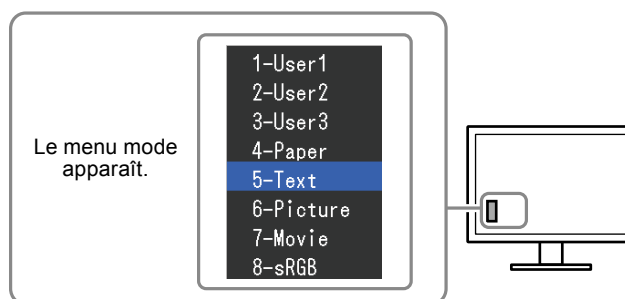 Le menu mode
apparaît.
1-User1
2-User2
3-User3
4-Paper
5-Text
6-Picture
7-Movie
8-sRGB